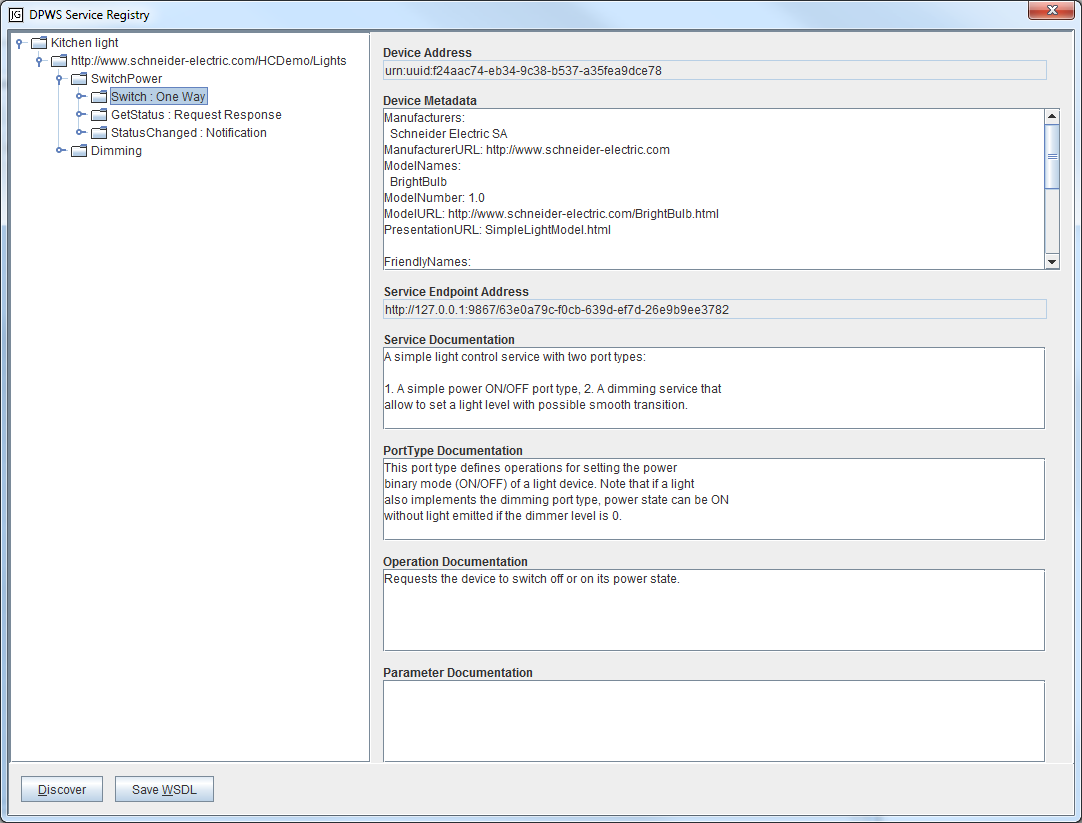 JG DPWS Service Registry
Kitchen light
http://www.schneider-electric.com/HCDemo/Lights
SwitchPower
Switch : One Way
GetStatus : Request Response
StatusChanged : Notification
Dimming
Device Address
urn:uuid:f24aac74-eb34-9c38-b537-a35fea9dce78
Device Metadata
Manufacturers:
Schneider Electric SA
ManufacturerURL: http://www.schneider-electric.com
ModelNames:
BrightBulb
ModelNumber: 1.0
ModelURL: http://www.schneider-electric.com/BrightBulb.html
PresentationURL: SimpleLightModel.html
FriendlyNames:
Service Endpoint Address
http://127.0.0.1:9867/63e0a79c-f0cb-639d-ef7d-26e9b9ee3782
Service Documentation
A simple light control service with two port types:
1. A simple power ON/OFF port type, 2. A dimming service that
allow to set a light level with possible smooth transition.
PortType Documentation
This port type defines operations for setting the power
binary mode (ON/OFF) of a light device. Note that if a light
also implements the dimming port type, power state can be ON
without light emitted if the dimmer level is 0.
Operation Documentation
Requests the device to switch off or on its power state.
Parameter Documentation
Discover
Save WSDL